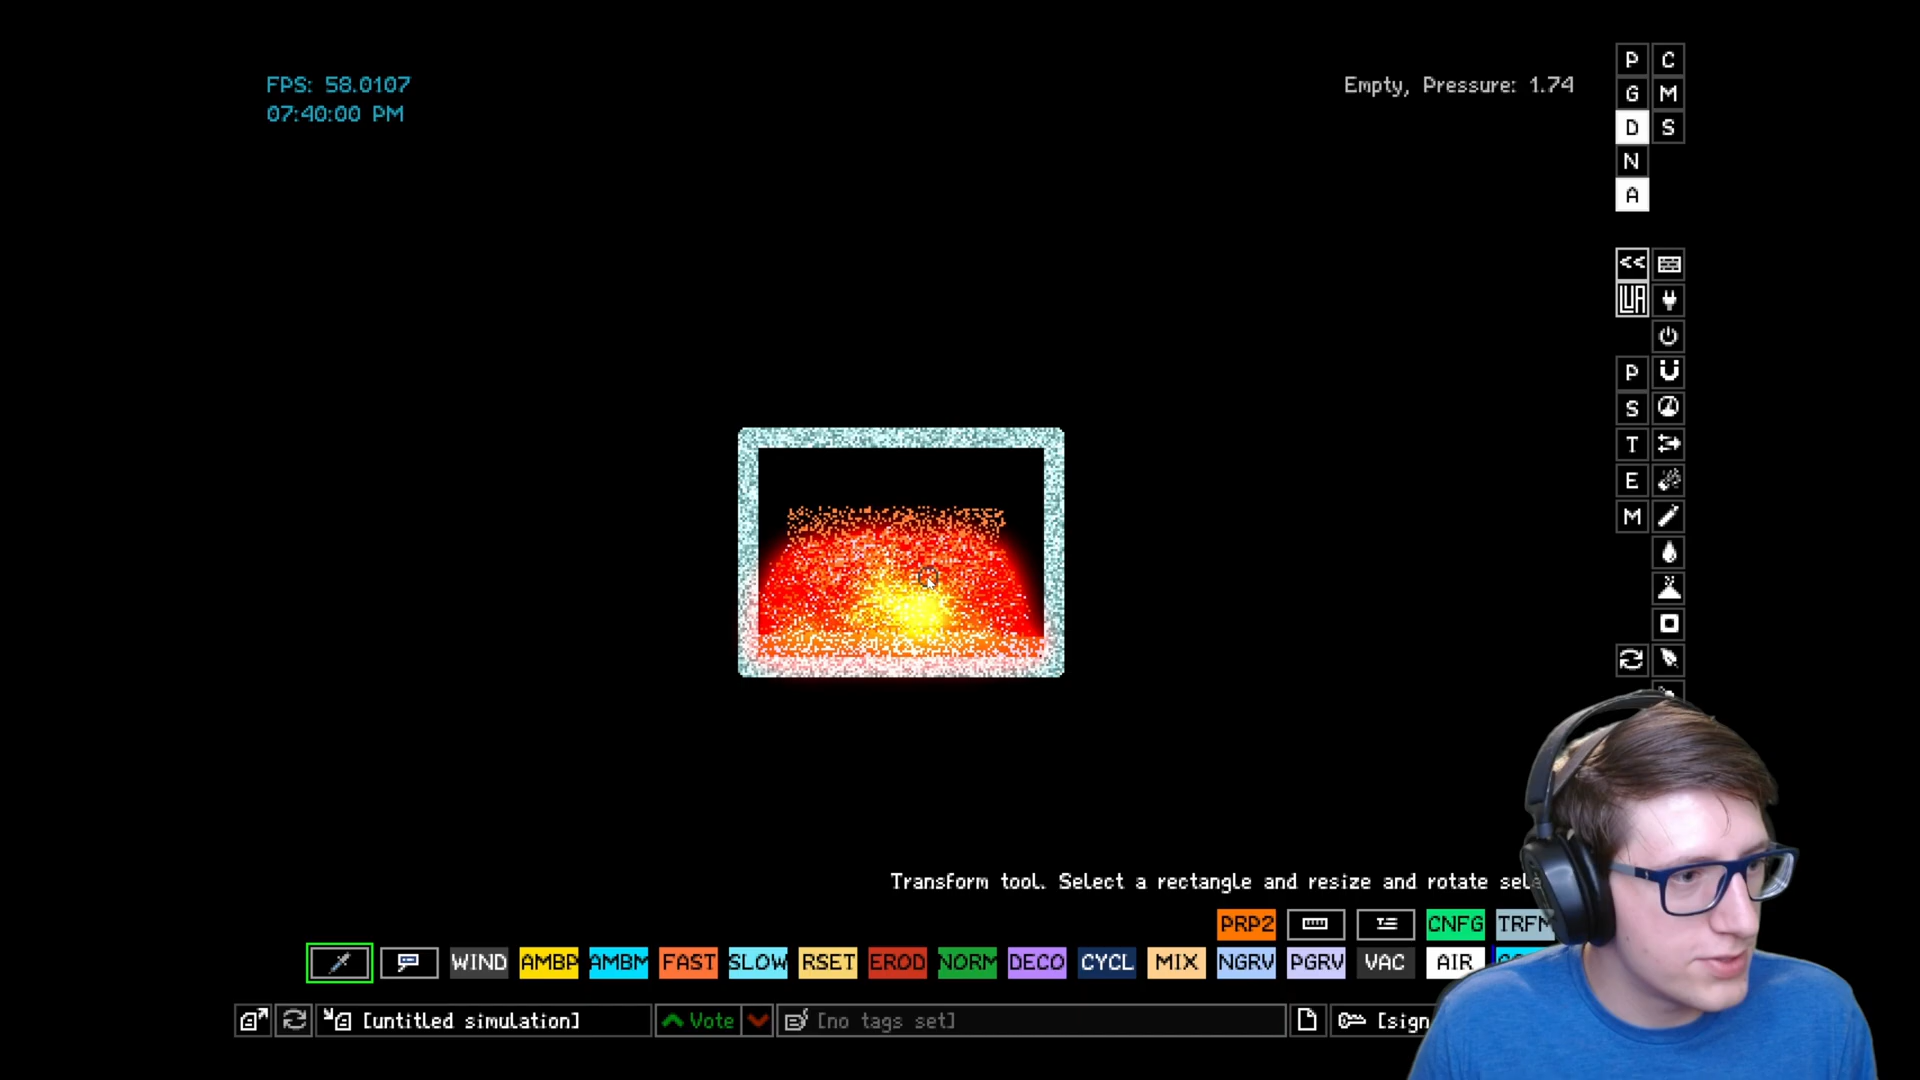 FPS: 58.0107
07:40:00 PM
Empty, Pressure: 1.74
P C
G M
D S
N
A
<<
LUA
P
S
T
E
M
Transform tool. Select a rectangle and resize and rotate
PRP2 CNFG TRFM
WIND AMBP AMBM FAST SLOW RSET EROD NORM DECO CYCL MIX NGRV PGRV VAC AIR
[untitled simulation] Vote [no tags set] [sign